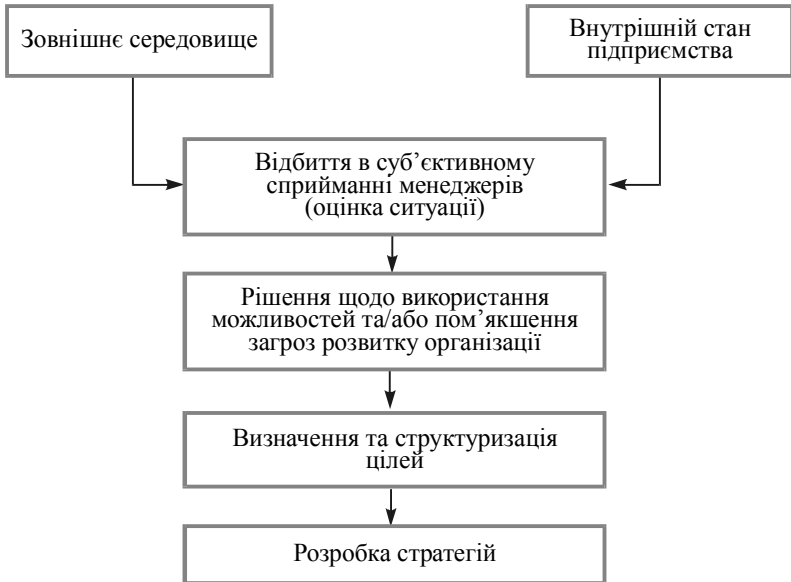 Зовнішнє середовище
Внутрішній стан
підприємства
Відбиття в суб’єктивному
сприйманні менеджерів
(оцінка ситуації)
Рішення щодо використання
можливостей та/або пом’якшення
загроз розвитку організації
Визначення та структуризація
цілей
Розробка стратегій